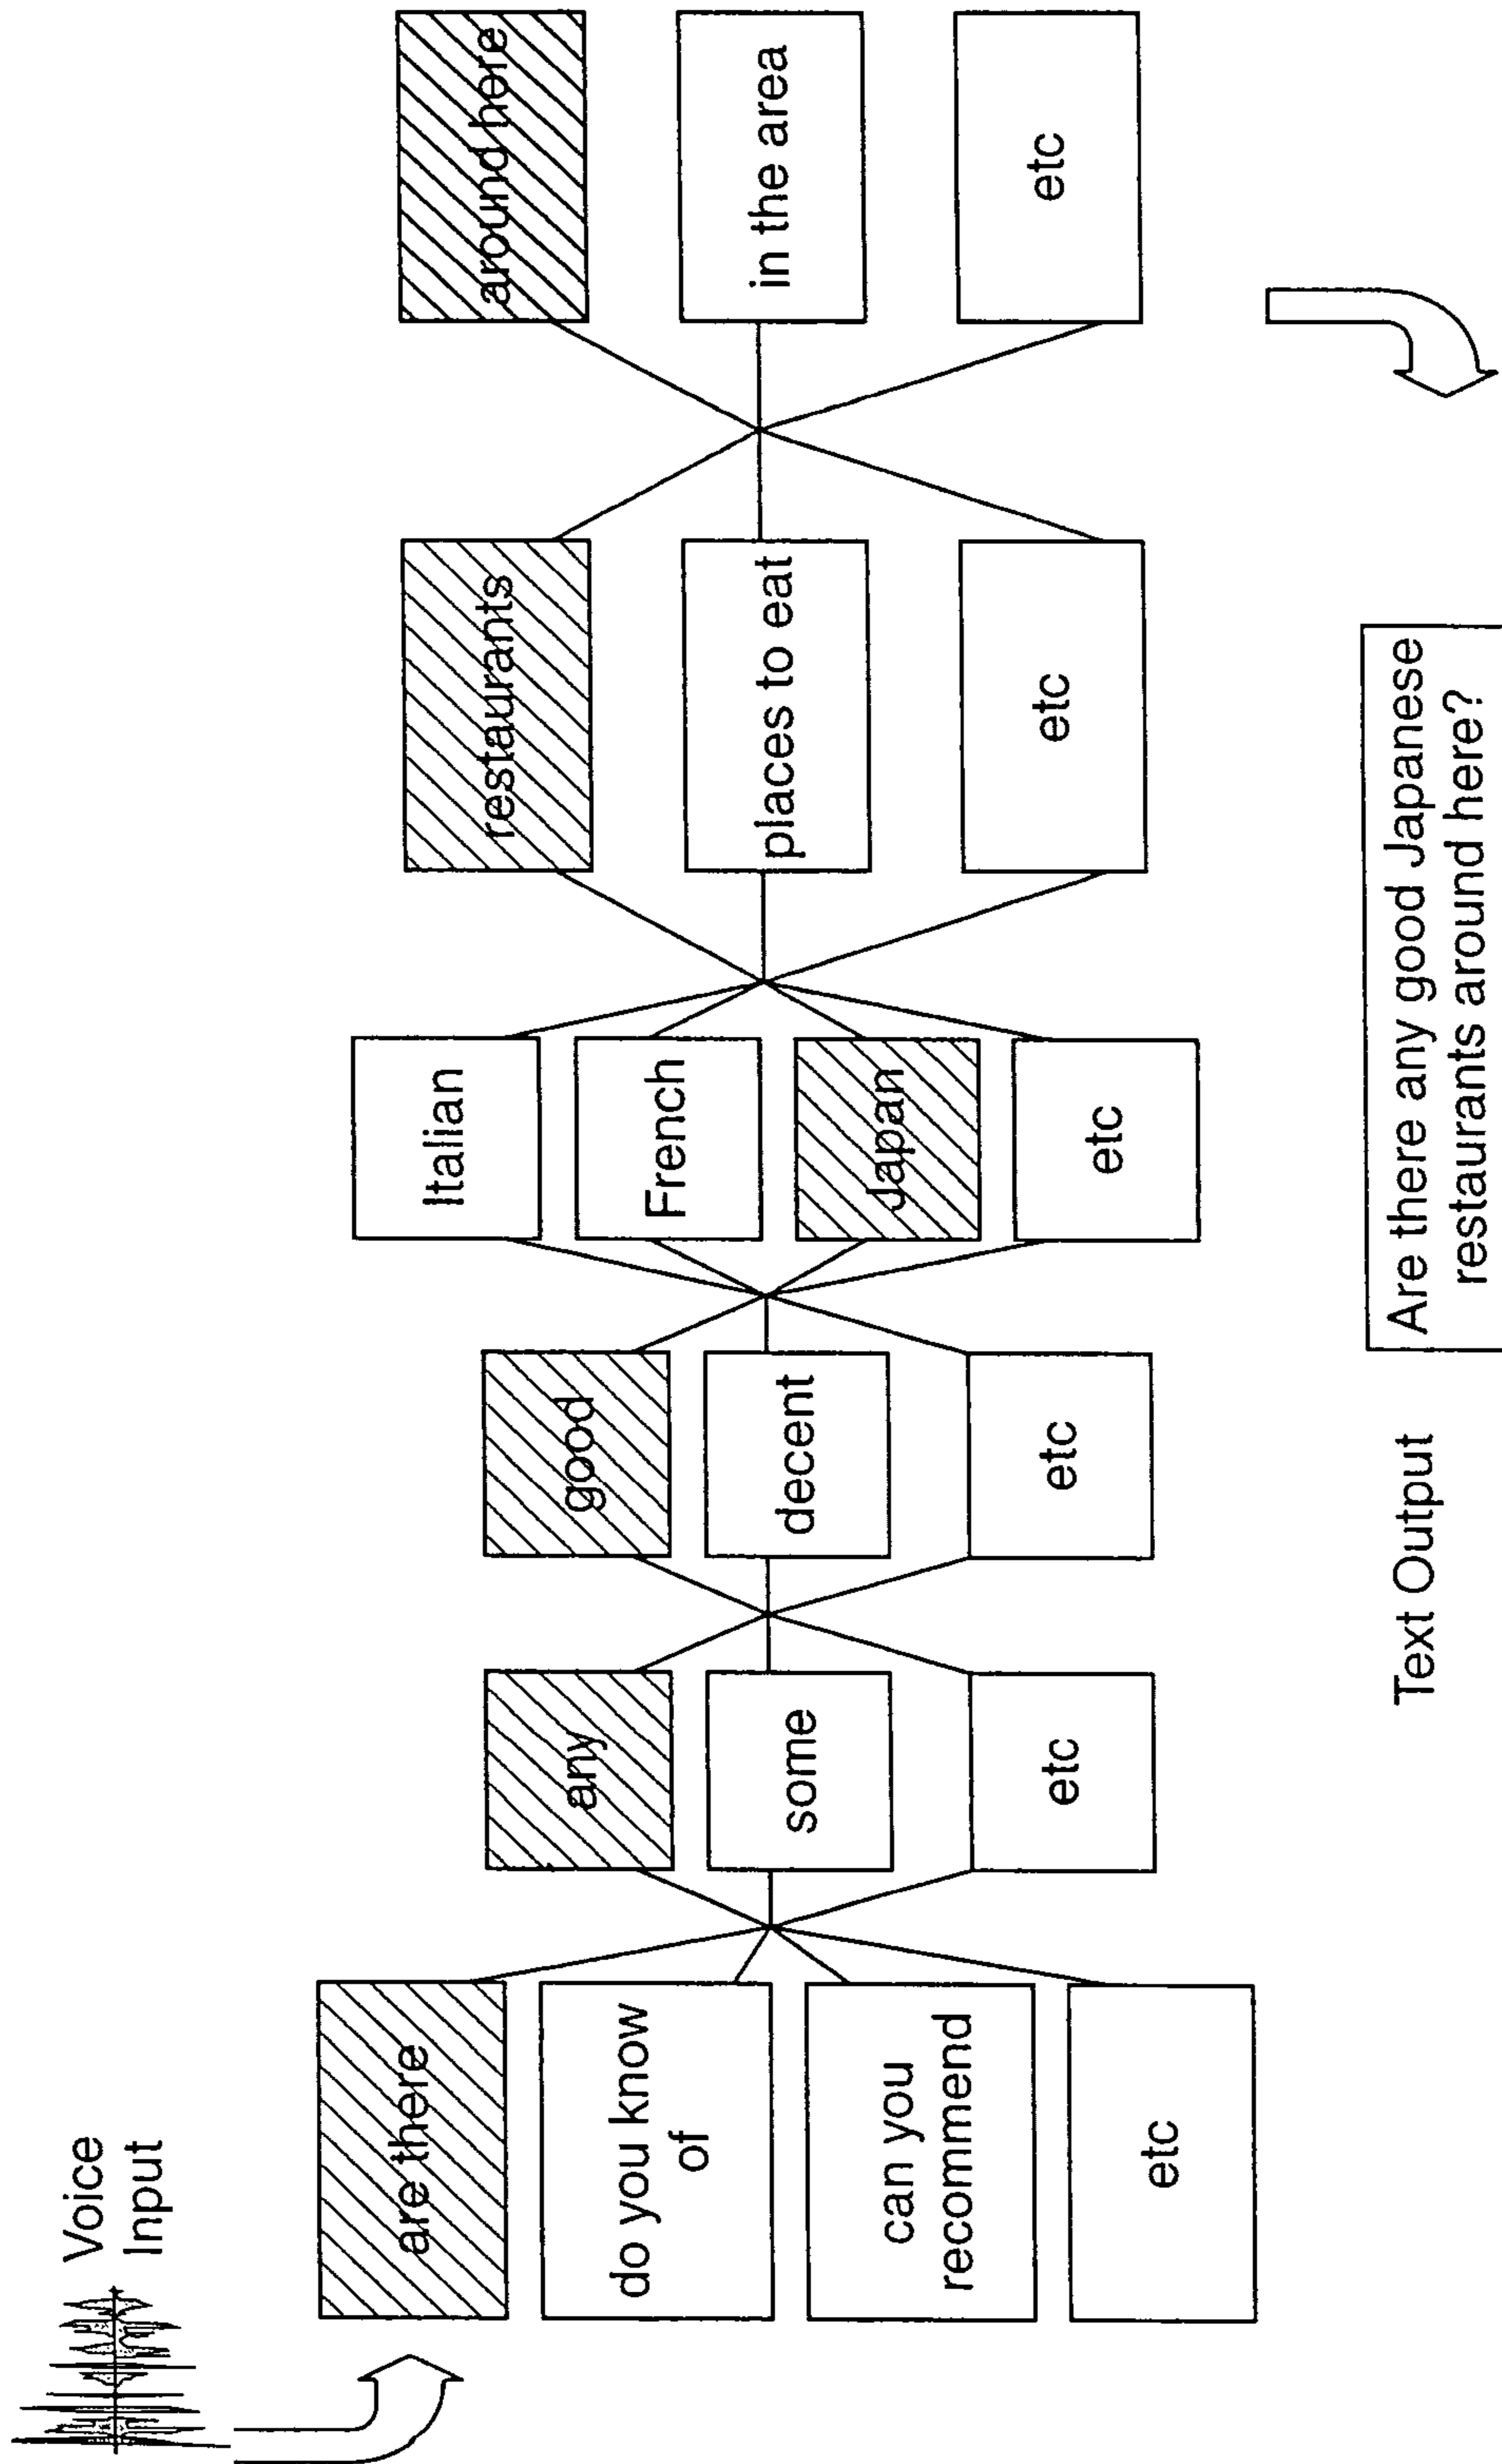 Voice
Input
are there
do you know
of
can you
recommend
etc
any
some
etc
good
decent
etc
Italian
French
Japan
etc
restaurants
places to eat
etc
around here
in the area
etc
Text Output
Are there any good Japanese
restaurants around here?